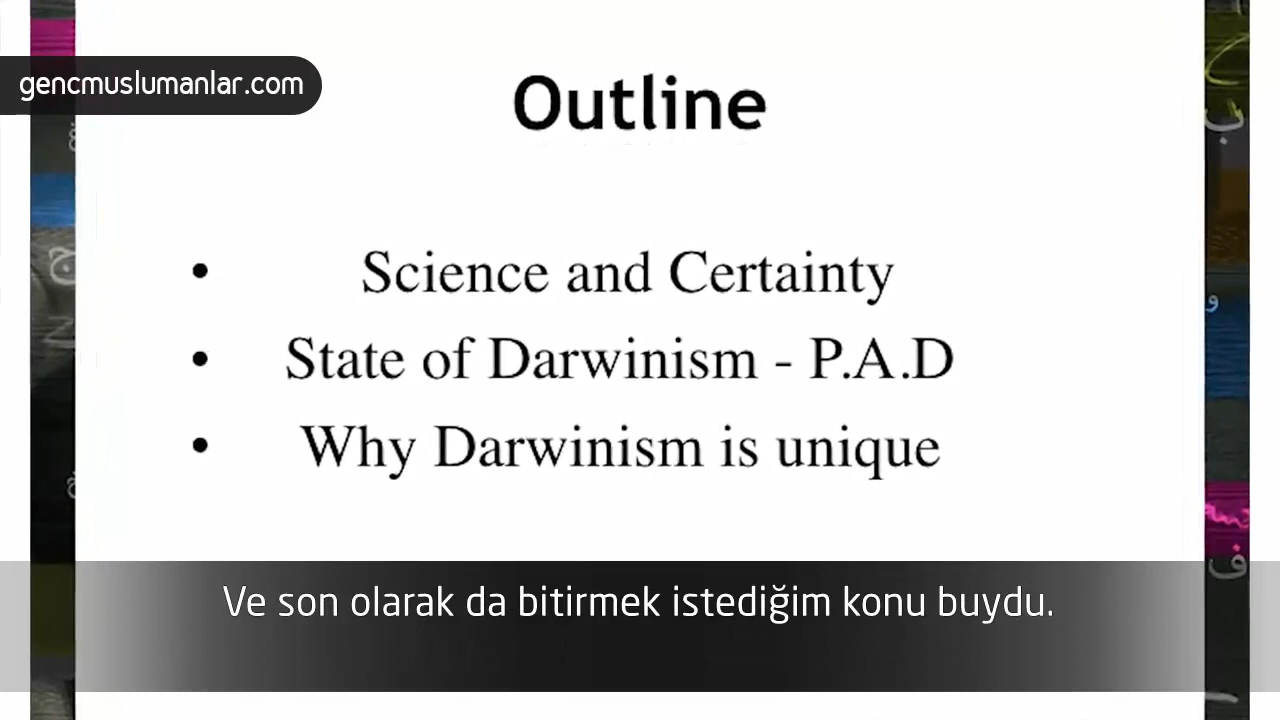 gencmuslumanlar.com
Outline
• Science and Certainty
• State of Darwinism - P.A.D
• Why Darwinism is unique
Ve son olarak da bitirmek istediğim konu buydu.